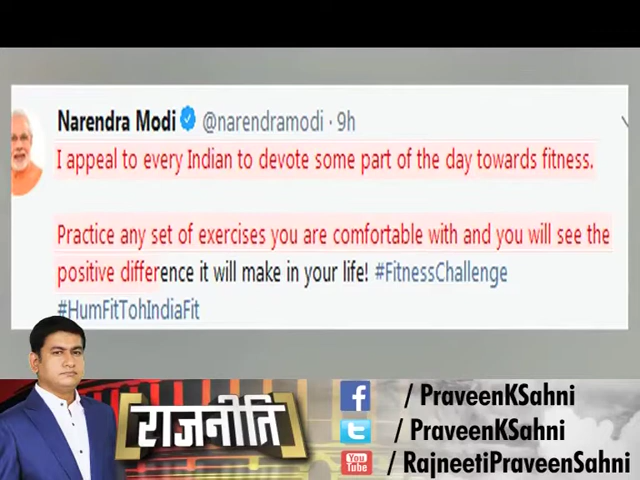 Narendra Modi @narendramodi · 9h
I appeal to every Indian to devote some part of the day towards fitness.
Practice any set of exercises you are comfortable with and you will see the
positive difference it will make in your life! #FitnessChallenge
#HumFitTohIndiaFit
[राजनीति]
/ PraveenKSahni
/ PraveenKSahni
You Tube / RajneetiPraveenSahni